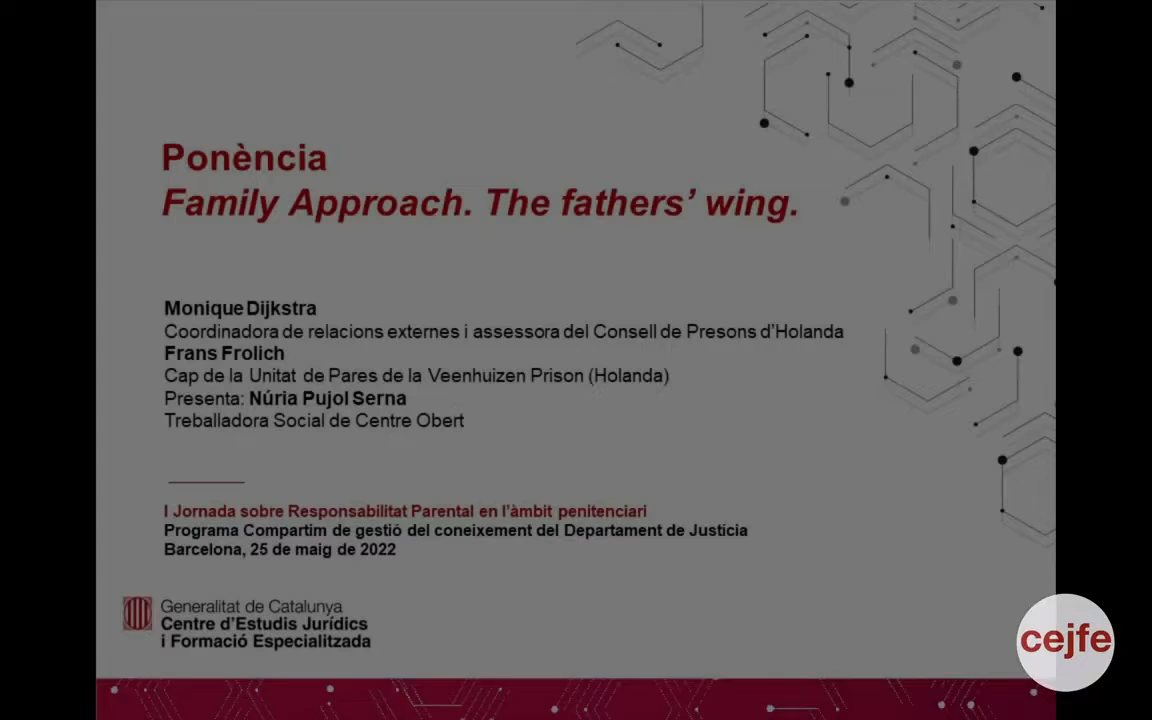 Ponència
Family Approach. The fathers’ wing.
Monique Dijkstra
Coordinadora de relacions externes i assessora del Consell de Presons d’Holanda
Frans Frolich
Cap de la Unitat de Pares de la Veenhuizen Prison (Holanda)
Presenta: Núria Pujol Serna
Treballadora Social de Centre Obert
I Jornada sobre Responsabilitat Parental en l’àmbit penitenciari
Programa Compartim de gestió del coneixement del Departament de Justícia
Barcelona, 25 de maig de 2022
Generalitat de Catalunya
Centre d’Estudis Jurídics
i Formació Especialitzada
cejfe